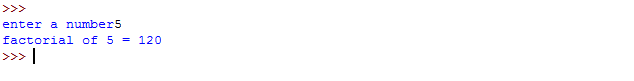 >>>
enter a number5
factorial of 5 = 120
>>>